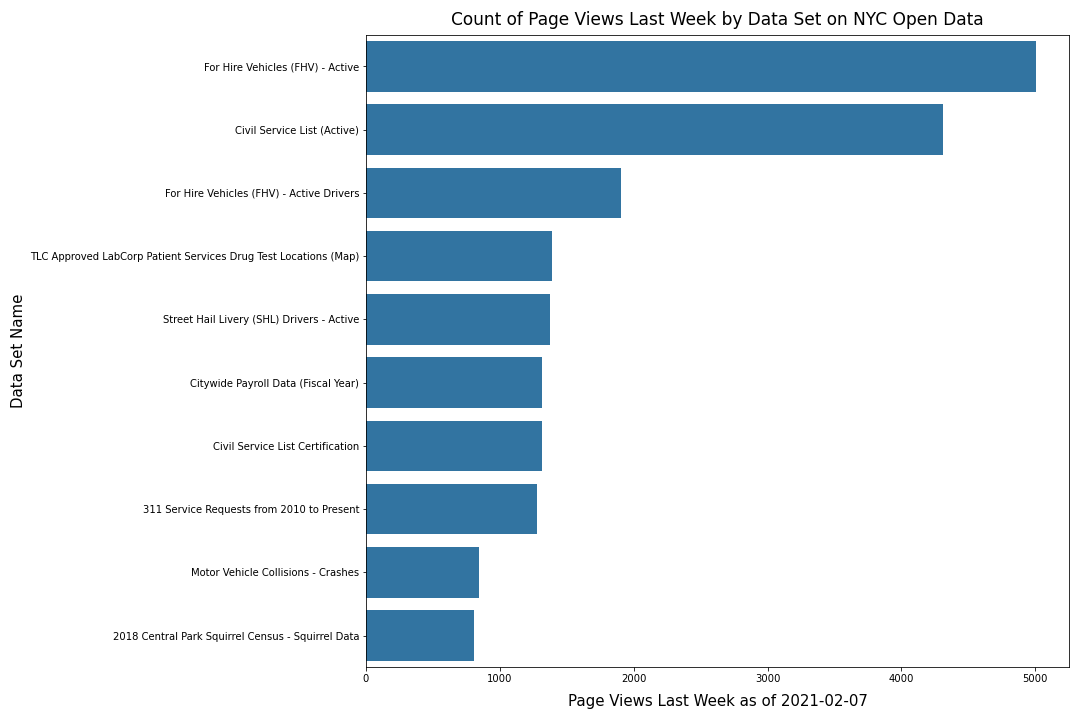 Count of Page Views Last Week by Data Set on NYC Open Data
Data Set Name
For Hire Vehicles (FHV) - Active
Civil Service List (Active)
For Hire Vehicles (FHV) - Active Drivers
TLC Approved LabCorp Patient Services Drug Test Locations (Map)
Street Hail Livery (SHL) Drivers - Active
Citywide Payroll Data (Fiscal Year)
Civil Service List Certification
311 Service Requests from 2010 to Present
Motor Vehicle Collisions - Crashes
2018 Central Park Squirrel Census - Squirrel Data
0 1000 2000 3000 4000 5000
Page Views Last Week as of 2021-02-07